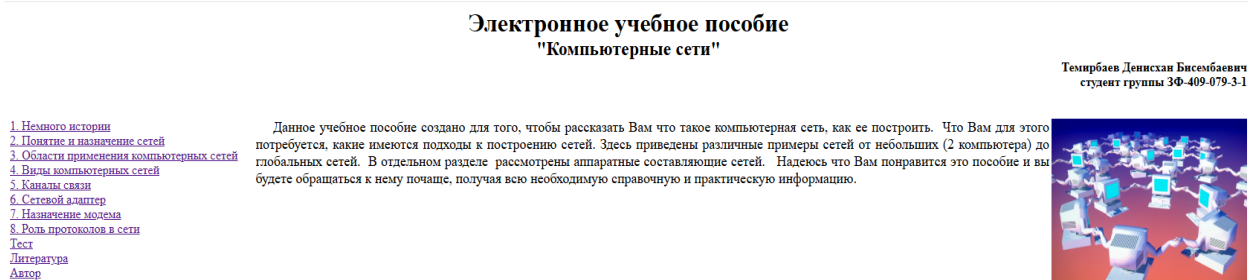 Электронное учебное пособие
"Компьютерные сети"
Темирбаев Денисхан Бисембаевич
студент группы ЗФ-409-079-3-1
1. Немного истории
2. Понятие и назначение сетей
3. Области применения компьютерных сетей
4. Виды компьютерных сетей
5. Каналы связи
6. Сетевой адаптер
7. Назначение модема
8. Роль протоколов в сети
Тест
Литература
Автор
Данное учебное пособие создано для того, чтобы рассказать Вам что такое компьютерная сеть, как ее построить. Что Вам для этого
потребуется, какие имеются подходы к построению сетей. Здесь приведены различные примеры сетей от небольших (2 компьютера) до
глобальных сетей. В отдельном разделе рассмотрены аппаратные составляющие сетей. Надеюсь что Вам понравится это пособие и вы
будете обращаться к нему почаще, получая всю необходимую справочную и практическую информацию.